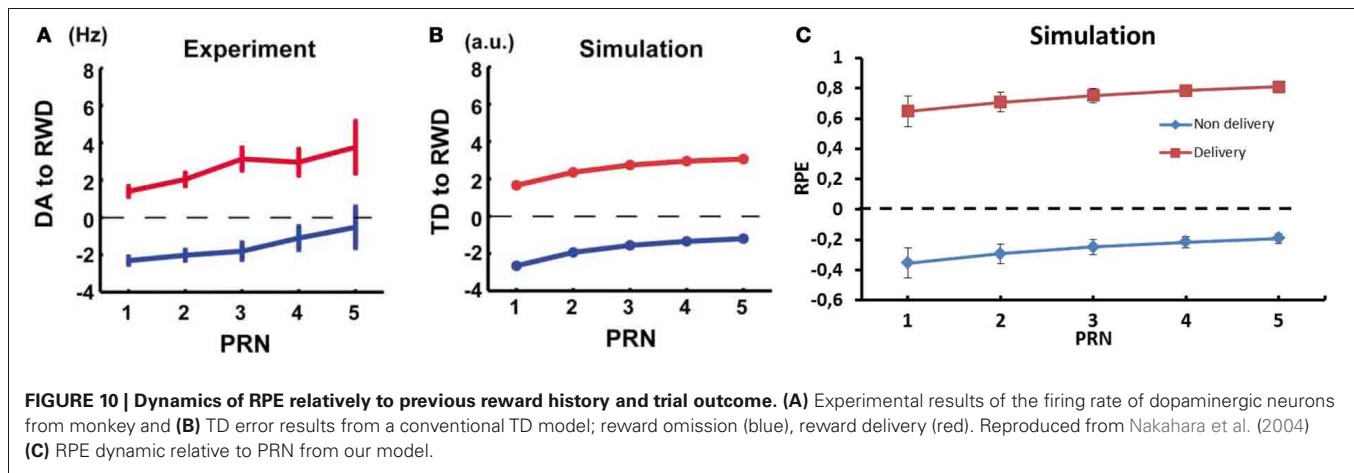 A (Hz) Experiment
8
6
4
2
0
-2
-4
DA to RWD
1 2 3 4 5
PRN
B (a.u.) Simulation
8
6
4
2
0
-2
-4
TD to RWD
1 2 3 4 5
PRN
C Simulation
1
0,8
0,6
0,4
0,2
0
-0,2
-0,4
-0,6
RPE
Non delivery
Delivery
1 2 3 4 5
PRN
FIGURE 10 | Dynamics of RPE relatively to previous reward history and trial outcome. (A) Experimental results of the firing rate of dopaminergic neurons
from monkey and (B) TD error results from a conventional TD model; reward omission (blue), reward delivery (red). Reproduced from Nakahara et al. (2004)
(C) RPE dynamic relative to PRN from our model.